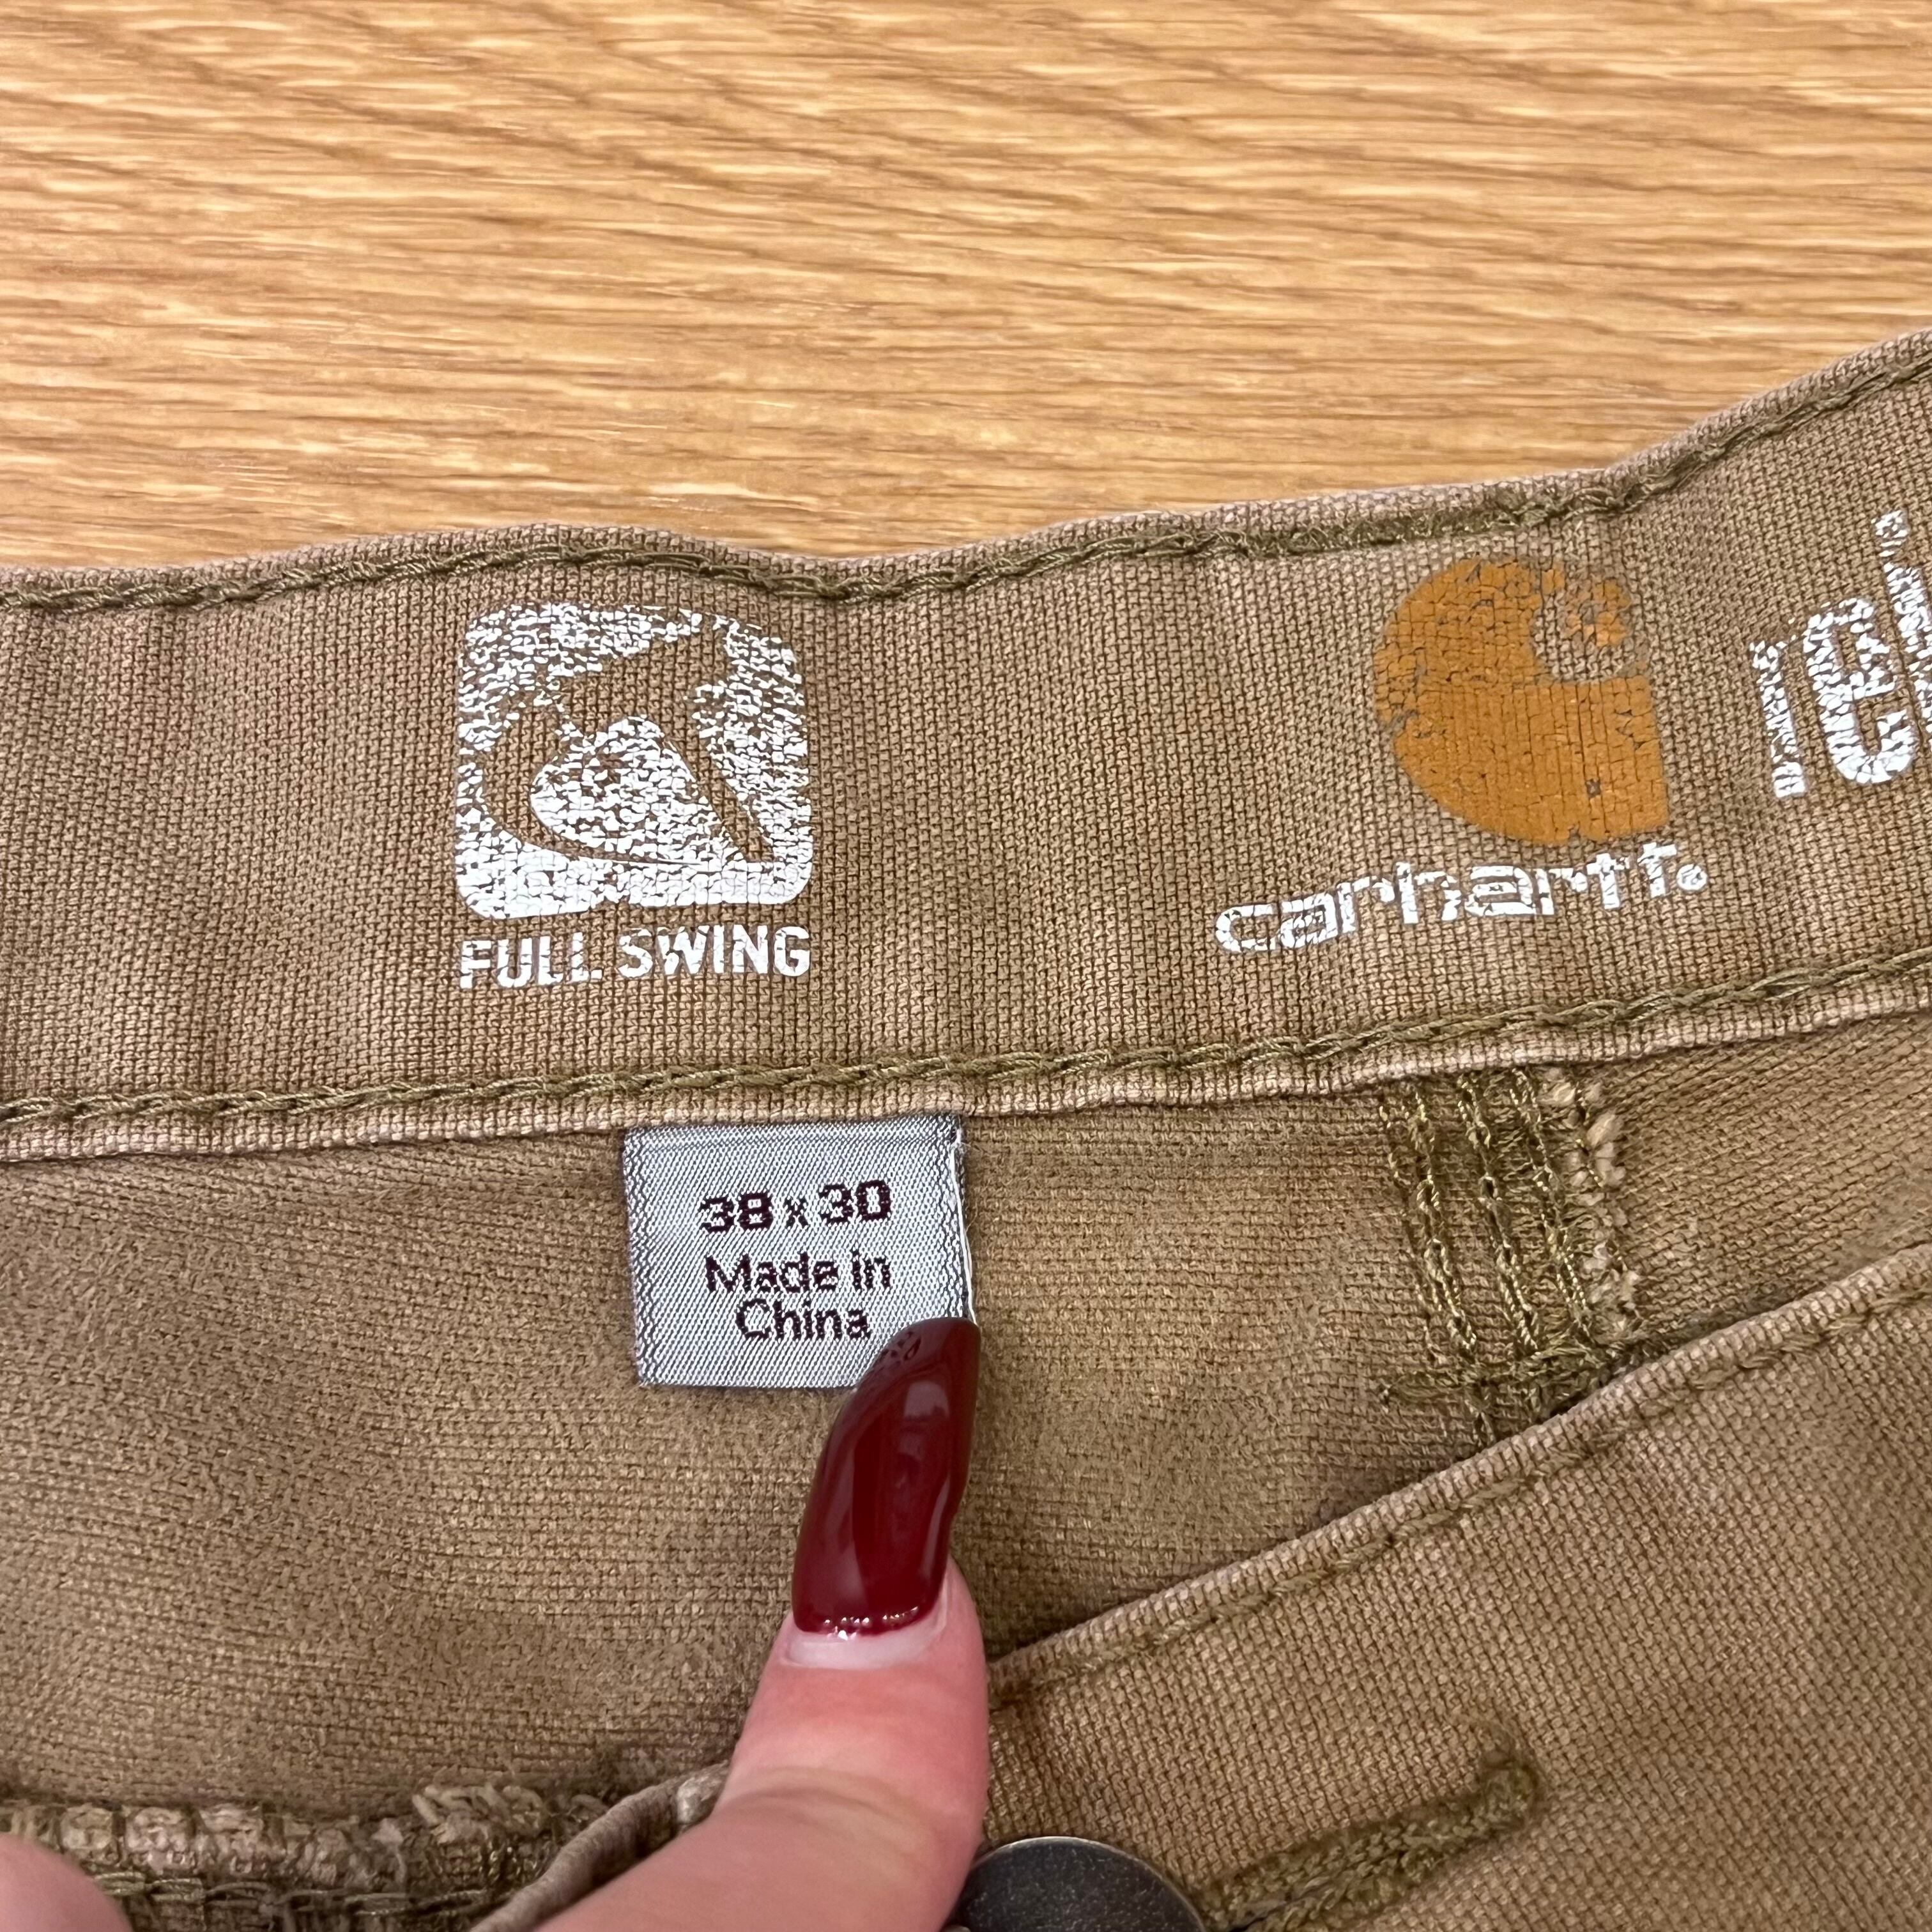 FULL SWING
carhartt®
38 x 30
Made in
China